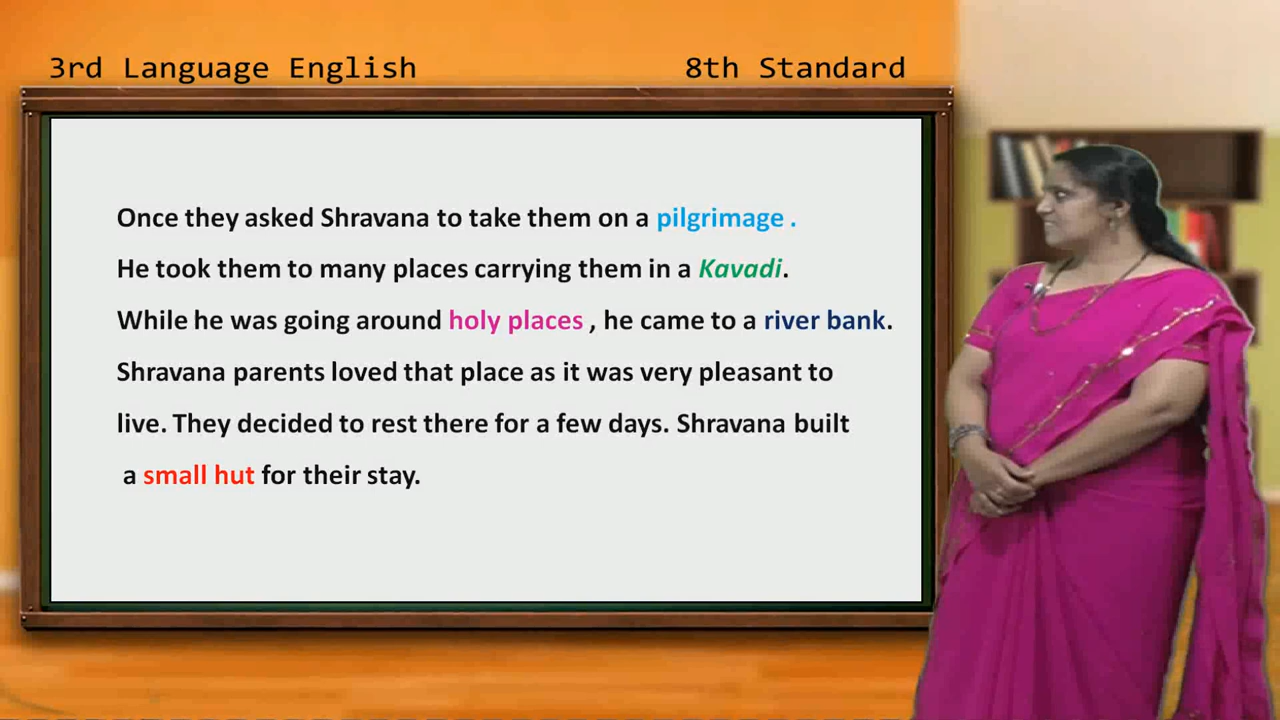 3rd Language English 8th Standard
Once they asked Shravana to take them on a pilgrimage .
He took them to many places carrying them in a Kavadi.
While he was going around holy places , he came to a river bank.
Shravana parents loved that place as it was very pleasant to
live. They decided to rest there for a few days. Shravana built
a small hut for their stay.